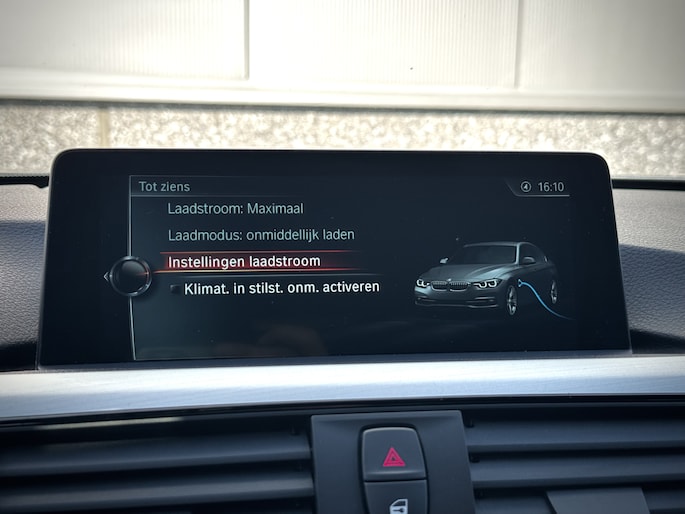 Tot ziens
16:10
Laadstroom: Maximaal
Laadmodus: onmiddellijk laden
Instellingen laadstroom
Klimat. in stilst. onm. activeren